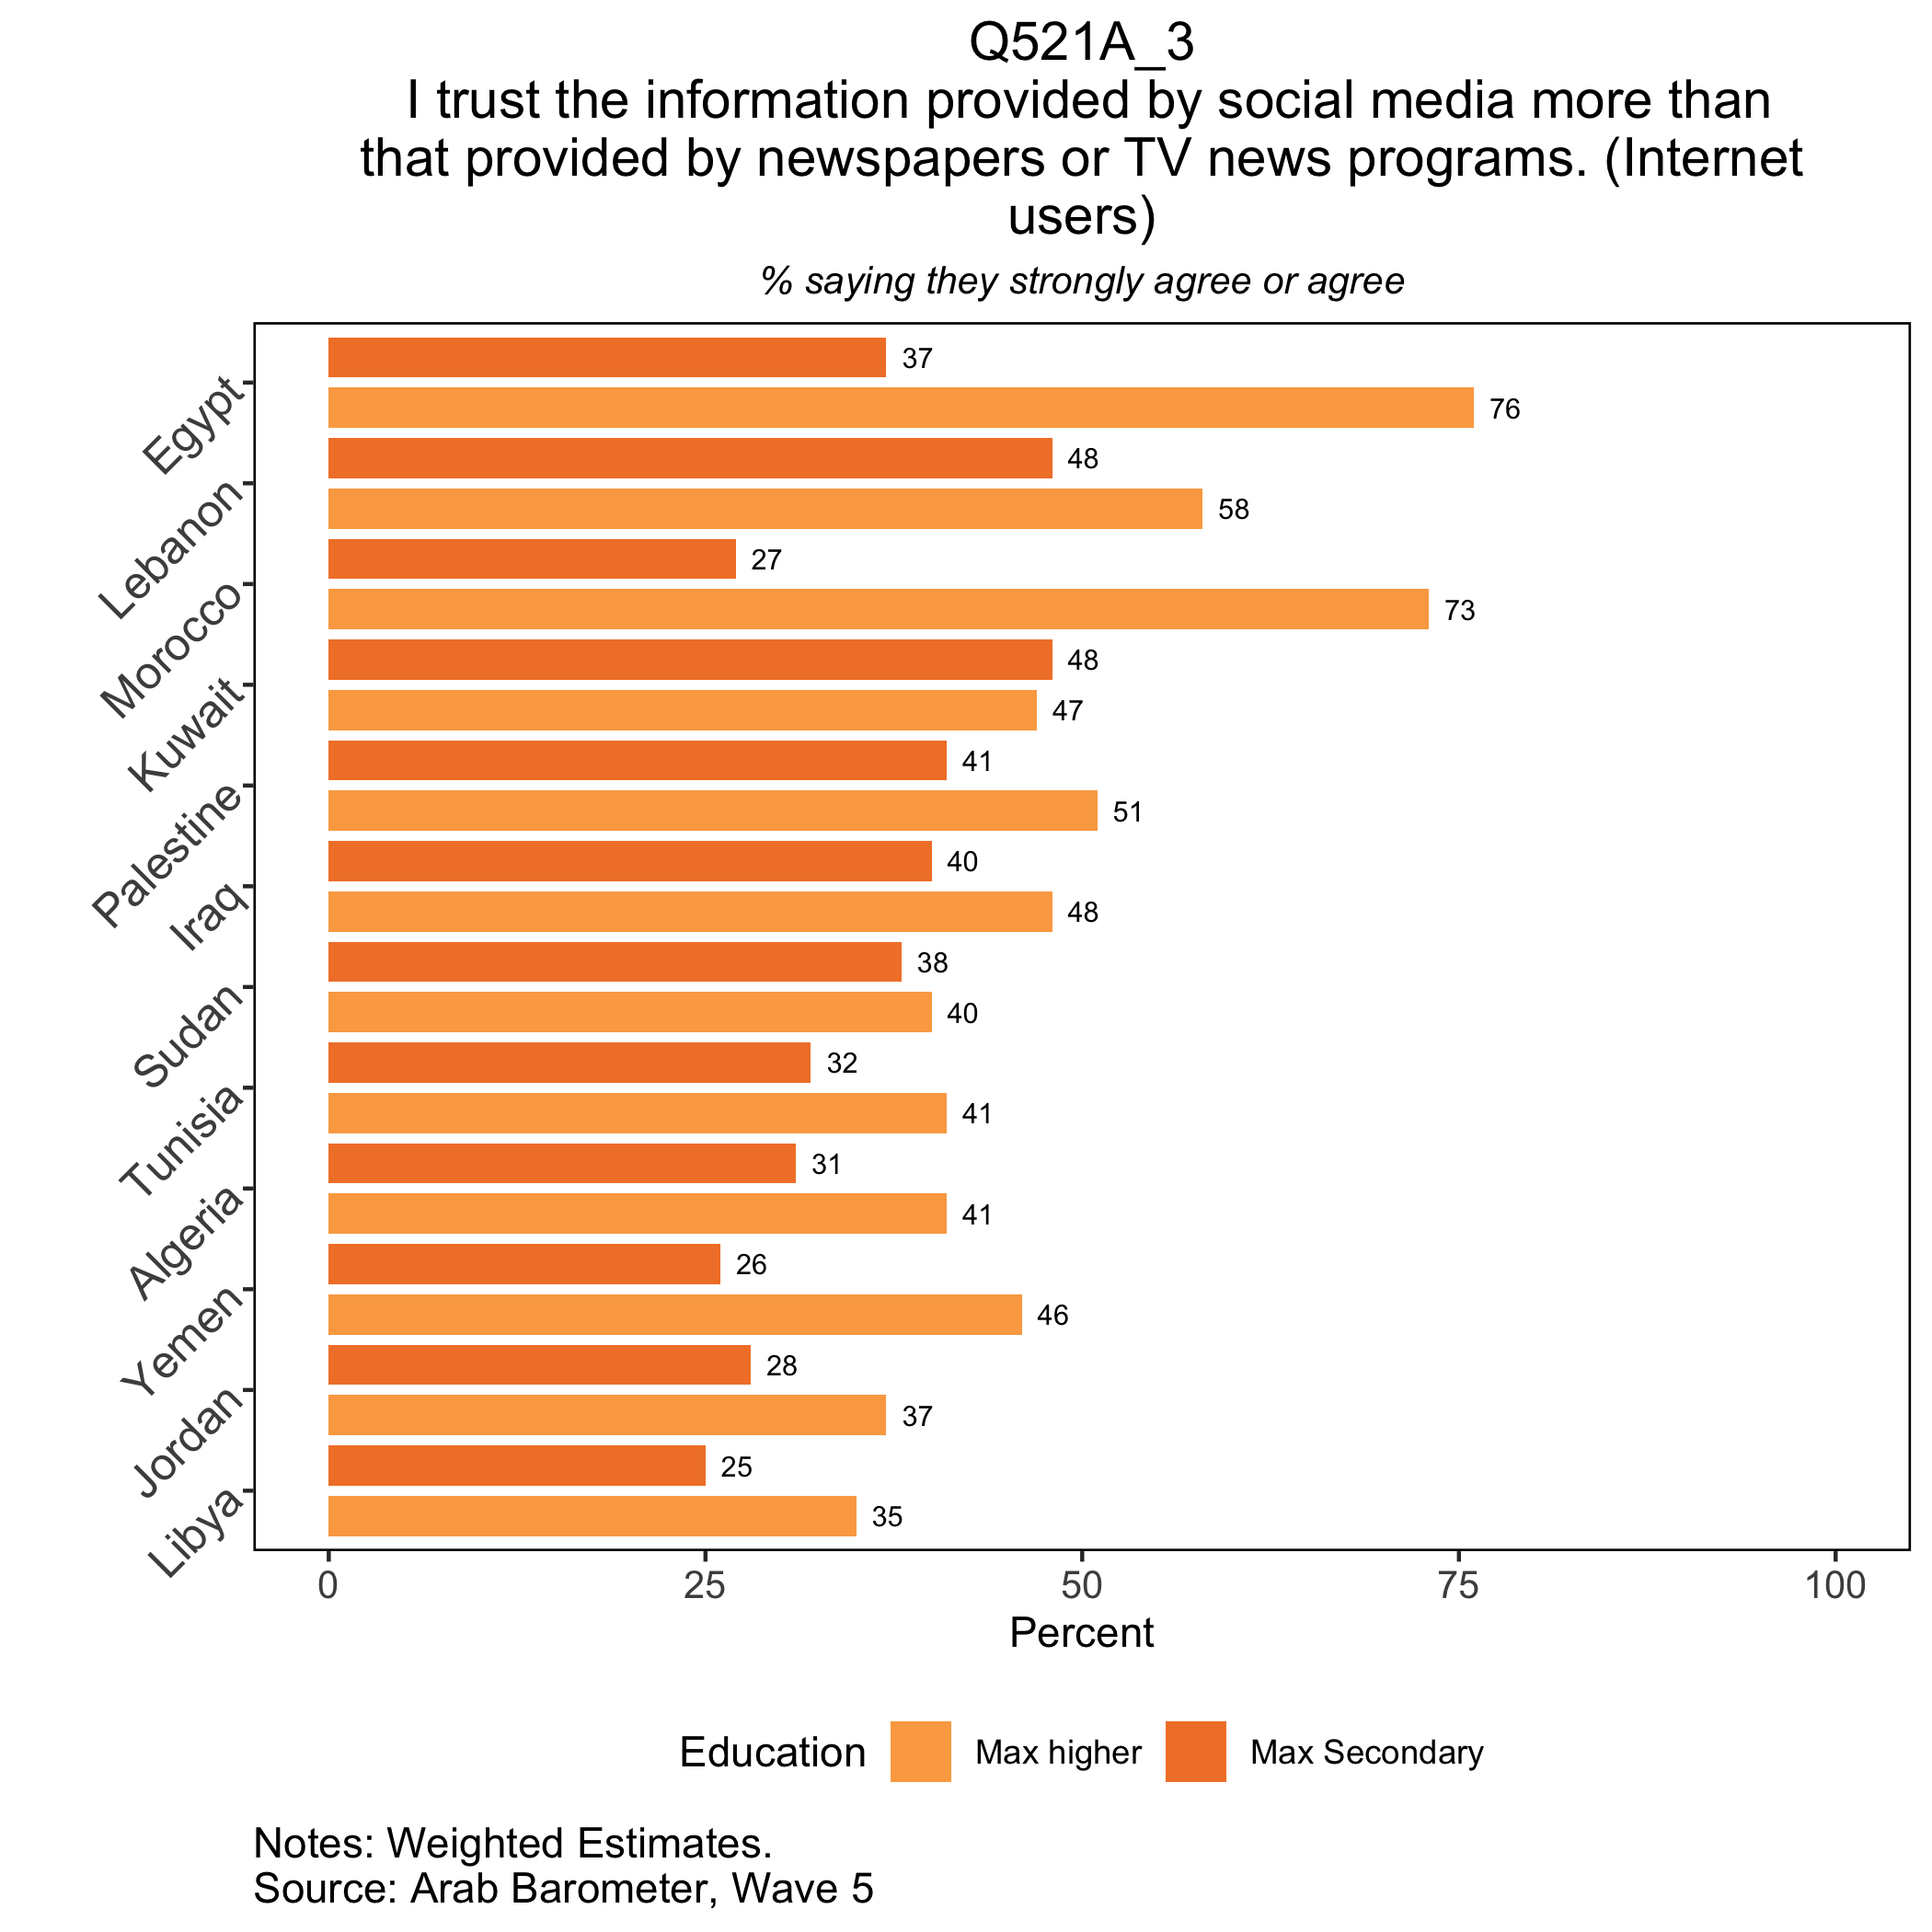 Q521A_3
I trust the information provided by social media more than
that provided by newspapers or TV news programs. (Internet
users)
% saying they strongly agree or agree
Egypt
37
76
Lebanon
48
58
Morocco
27
73
Kuwait
48
47
Palestine
41
51
Iraq
40
48
Sudan
38
40
Tunisia
32
41
Algeria
31
41
Yemen
26
46
Jordan
28
37
Libya
25
35
0 25 50 75 100
Percent
Education Max higher Max Secondary
Notes: Weighted Estimates.
Source: Arab Barometer, Wave 5